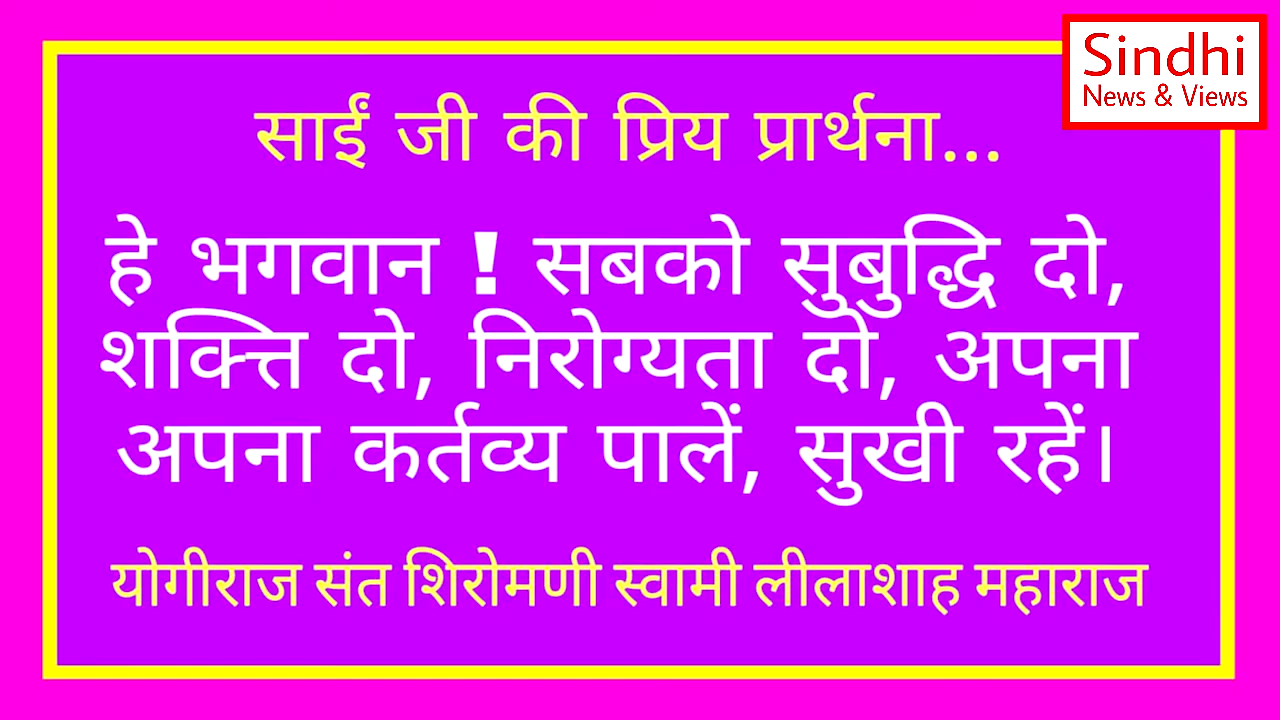 Sindhi
News & Views
साईं जी की प्रिय प्रार्थना...
हे भगवान ! सबको सुबुद्धि दो,
शक्ति दो, निरोग्यता दो, अपना
अपना कर्तव्य पालें, सुखी रहें।
योगीराज संत शिरोमणी स्वामी लीलाशाह महाराज